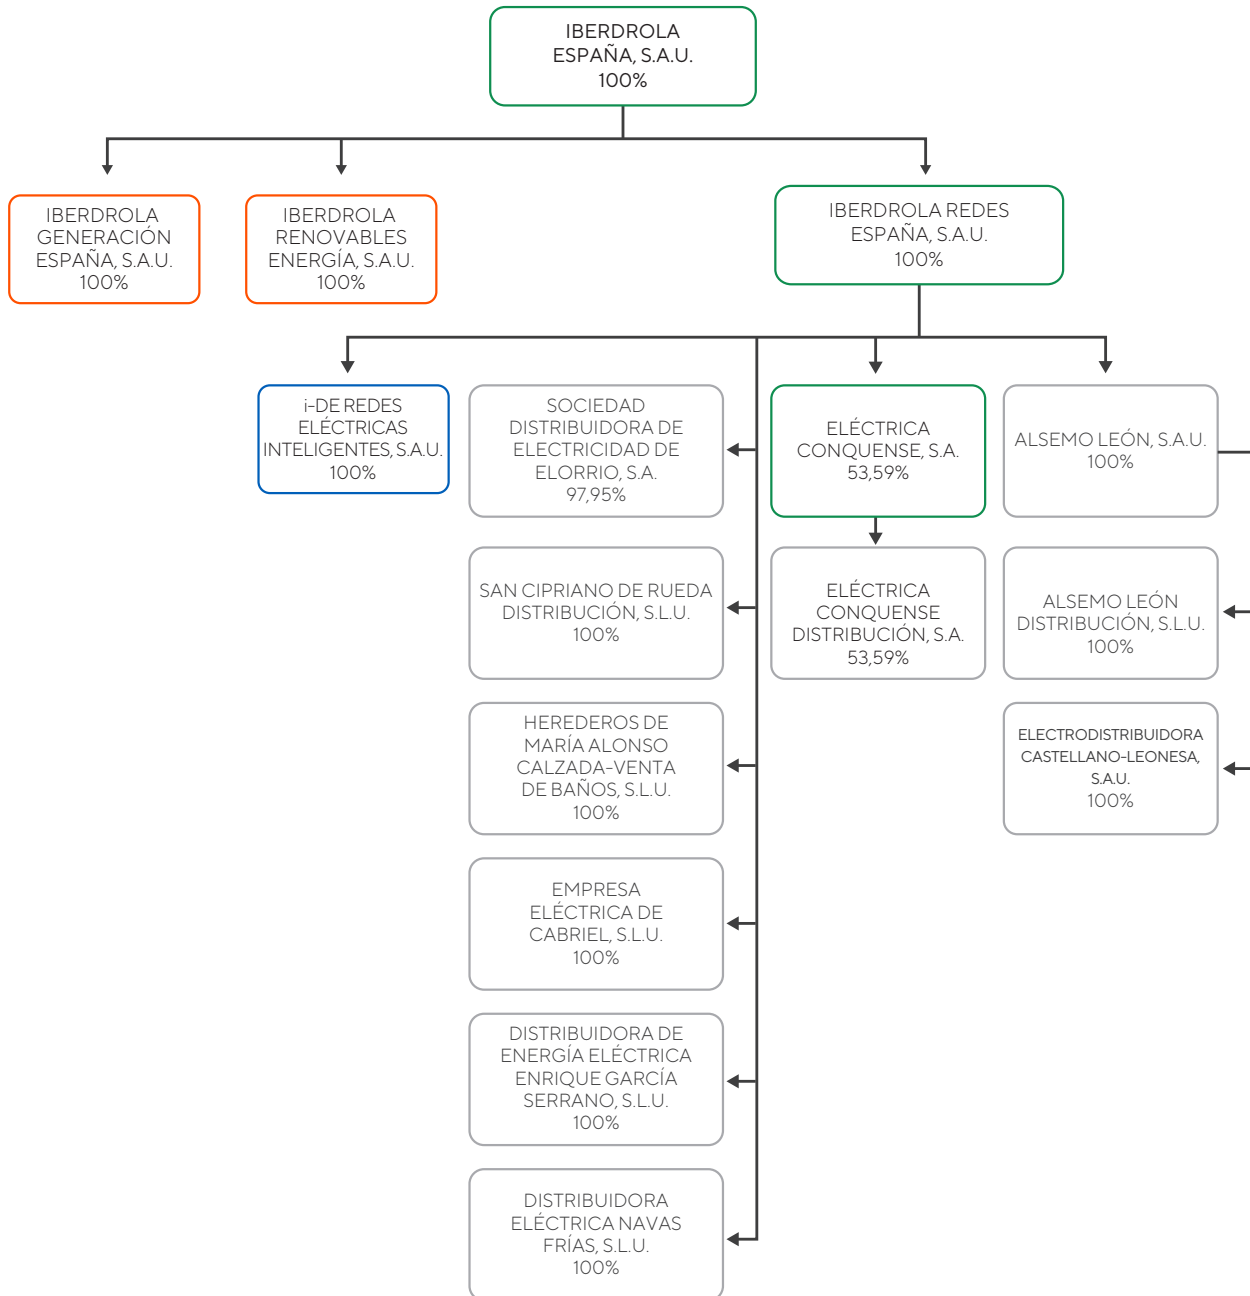 IBERDROLA
ESPAÑA, S.A.U.
100%
IBERDROLA
GENERACIÓN
ESPAÑA, S.A.U.
100%
IBERDROLA
RENOVABLES
ENERGÍA, S.A.U.
100%
IBERDROLA REDES
ESPAÑA, S.A.U.
100%
i-DE REDES
ELÉCTRICAS
INTELIGENTES, S.A.U.
100%
SOCIEDAD
DISTRIBUIDORA DE
ELECTRICIDAD DE
ELORRIO, S.A.
97,95%
ELÉCTRICA
CONQUENSE, S.A.
53,59%
ALSEMO LEÓN, S.A.U.
100%
SAN CIPRIANO DE RUEDA
DISTRIBUCIÓN, S.L.U.
100%
ELÉCTRICA
CONQUENSE
DISTRIBUCIÓN, S.A.
53,59%
ALSEMO LEÓN
DISTRIBUCIÓN, S.L.U.
100%
HEREDEROS DE
MARÍA ALONSO
CALZADA-VENTA
DE BAÑOS, S.L.U.
100%
ELECTRODISTRIBUIDORA
CASTELLANO-LEONESA,
S.A.U.
100%
EMPRESA
ELÉCTRICA DE
CABRIEL, S.L.U.
100%
DISTRIBUIDORA DE
ENERGÍA ELÉCTRICA
ENRIQUE GARCÍA
SERRANO, S.L.U.
100%
DISTRIBUIDORA
ELÉCTRICA NAVAS
FRÍAS, S.L.U.
100%